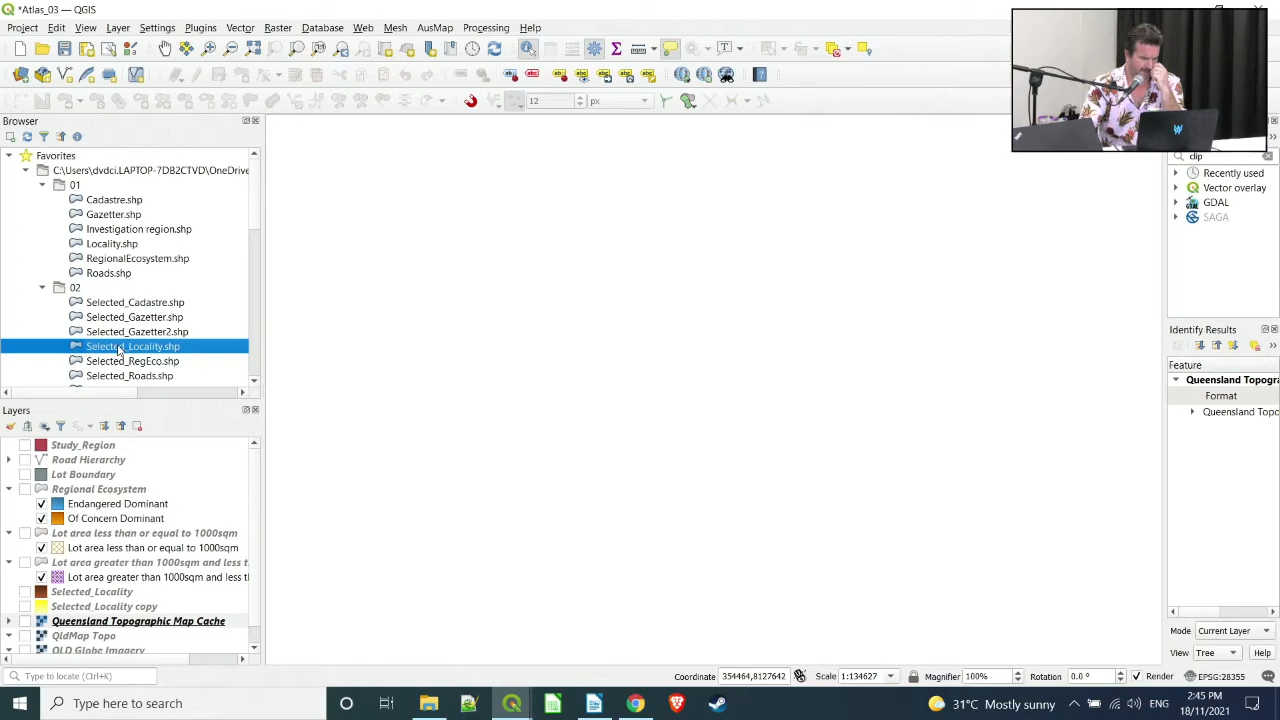 *Atlas_03 — QGIS
Project Edit View Layer Settings Plugins Vector Raster Database Web Mesh AusMap Processing Help
12 px
Browser
Favorites
C:\Users\dvdci.LAPTOP-7DB2CTVD\OneDrive
01
Cadastre.shp
Gazetter.shp
Investigation region.shp
Locality.shp
RegionalEcosystem.shp
Roads.shp
02
Selected_Cadastre.shp
Selected_Gazetter.shp
Selected_Gazetter2.shp
Selected_Locality.shp
Selected_RegEco.shp
Selected_Roads.shp
Layers
Study_Region
Road Hierarchy
Lot Boundary
Regional Ecosystem
Endangered Dominant
Of Concern Dominant
Lot area less than or equal to 1000sqm
Lot area less than or equal to 1000sqm
Lot area greater than 1000sqm and less th
Lot area greater than 1000sqm and less t
Selected_Locality
Selected_Locality copy
Queensland Topographic Map Cache
QldMap Topo
QLD Globe Imagery
clip
Recently used
Vector overlay
GDAL
SAGA
Identify Results
Feature
Queensland Topogra
Format
Queensland Topo
Mode Current Layer
View Tree Help
Type to locate (Ctrl+K)
Coordinate 354464,8127642 Scale 1:134627 Magnifier 100% Rotation 0.0 ° Render EPSG:28355
Type here to search
31°C Mostly sunny ENG 2:45 PM 18/11/2021